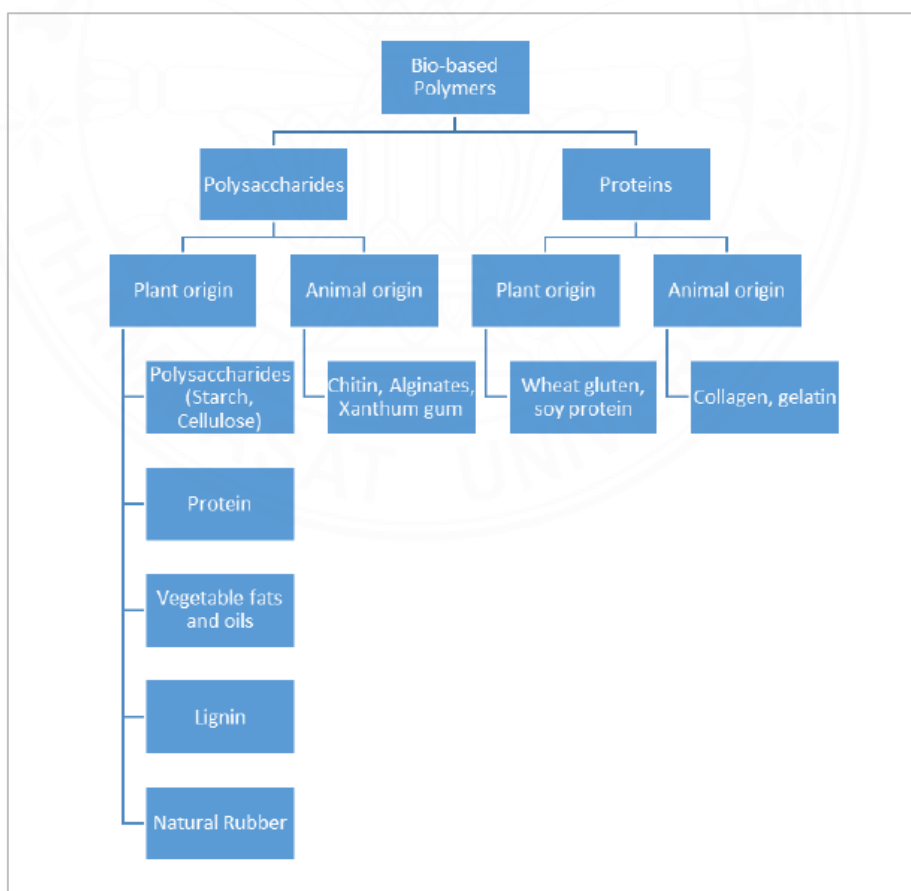 Bio-based
Polymers
Polysaccharides
Proteins
Plant origin
Animal origin
Plant origin
Animal origin
Polysaccharides
(Starch,
Cellulose)
Chitin, Alginates,
Xanthum gum
Wheat gluten,
soy protein
Collagen, gelatin
Protein
Vegetable fats
and oils
Lignin
Natural Rubber